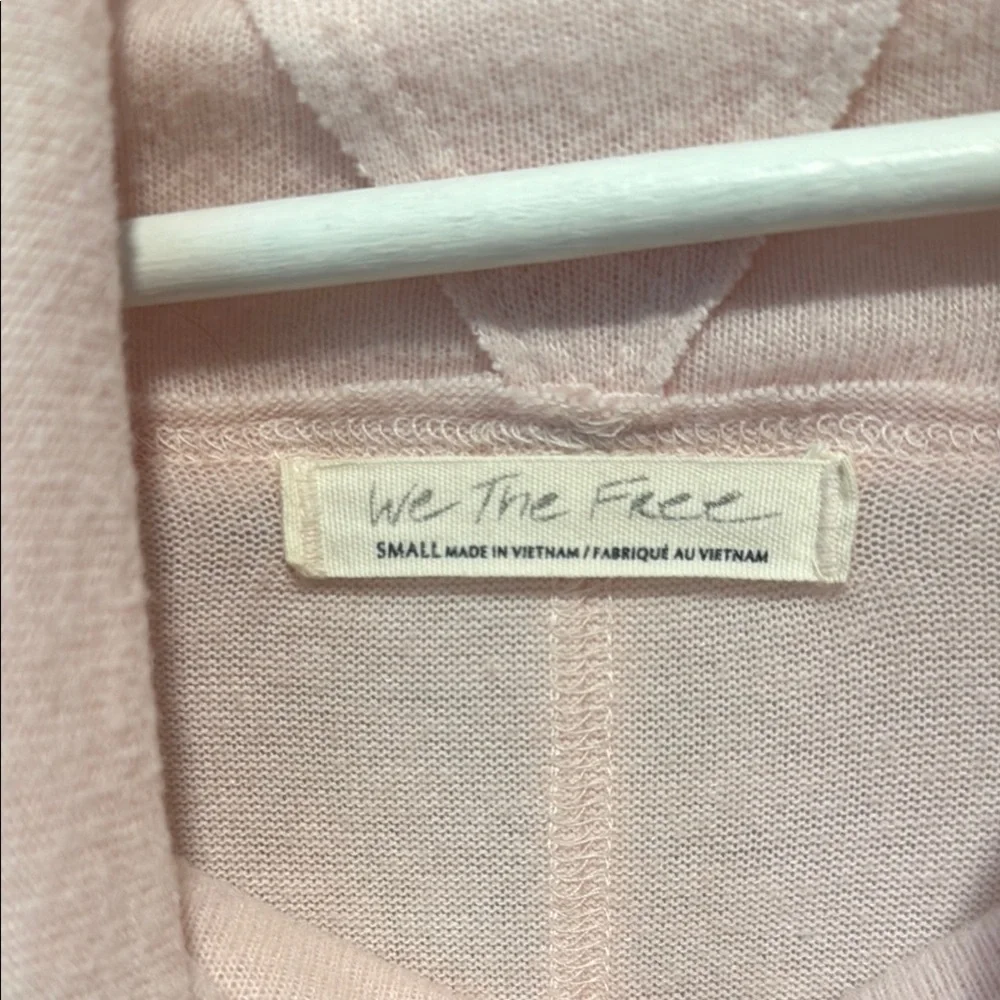 We The Free
SMALL MADE IN VIETNAM / FABRIQUÉ AU VIETNAM